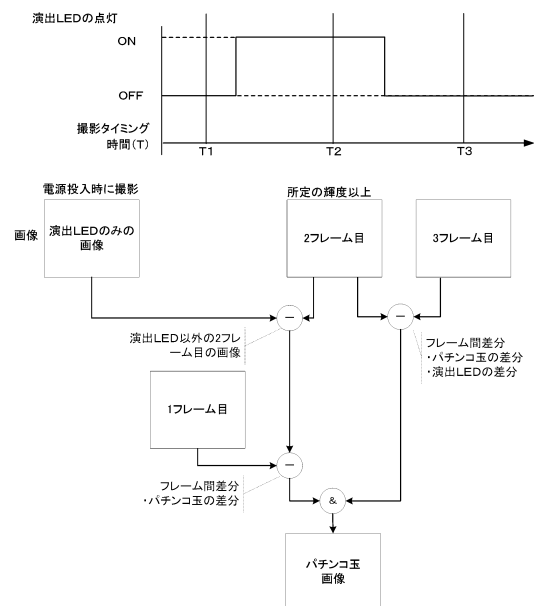 演出LEDの点灯
ON
OFF
撮影タイミング
時間(T)
T1
T2
T3
電源投入時に撮影
所定の輝度以上
画像
演出LEDのみの
画像
2フレーム目
3フレーム目
－
－
演出LED以外の2フレ
ーム目の画像
フレーム間差分
・パチンコ玉の差分
・演出LEDの差分
1フレーム目
－
フレーム間差分
・パチンコ玉の差分
&
パチンコ玉
画像